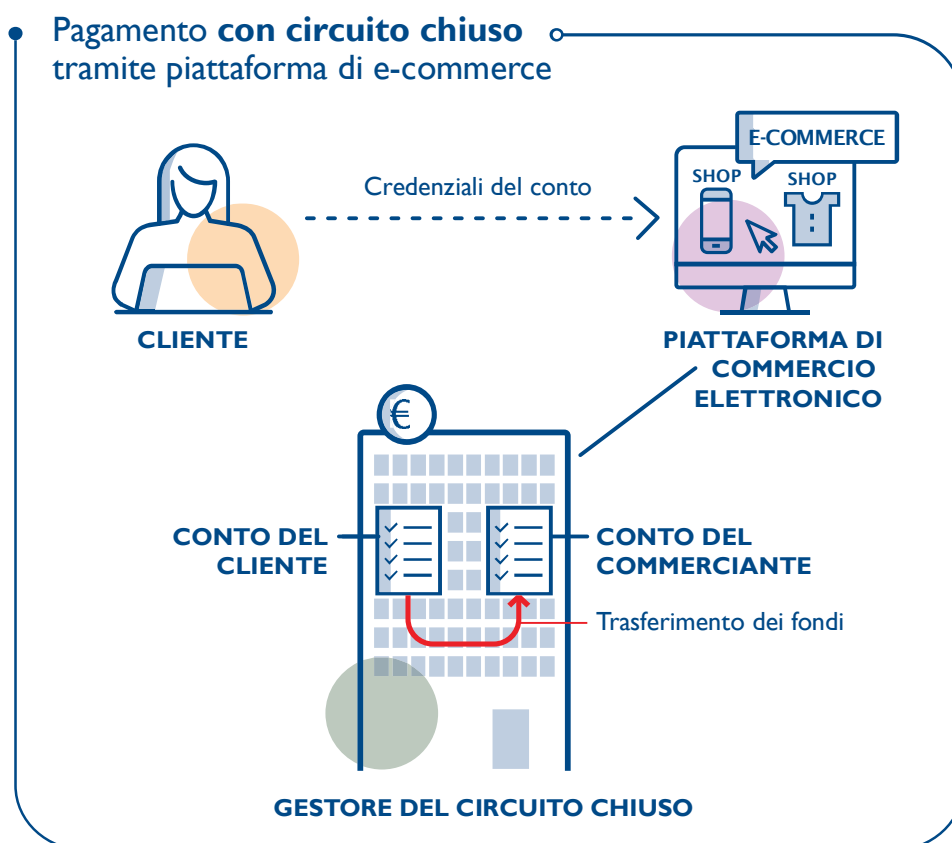 Pagamento con circuito chiuso
tramite piattaforma di e-commerce
E-COMMERCE
SHOP
SHOP
Credenziali del conto
CLIENTE
PIATTAFORMA DI
COMMERCIO
ELETTRONICO
€
CONTO DEL
CLIENTE
CONTO DEL
COMMERCIANTE
Trasferimento dei fondi
GESTORE DEL CIRCUITO CHIUSO